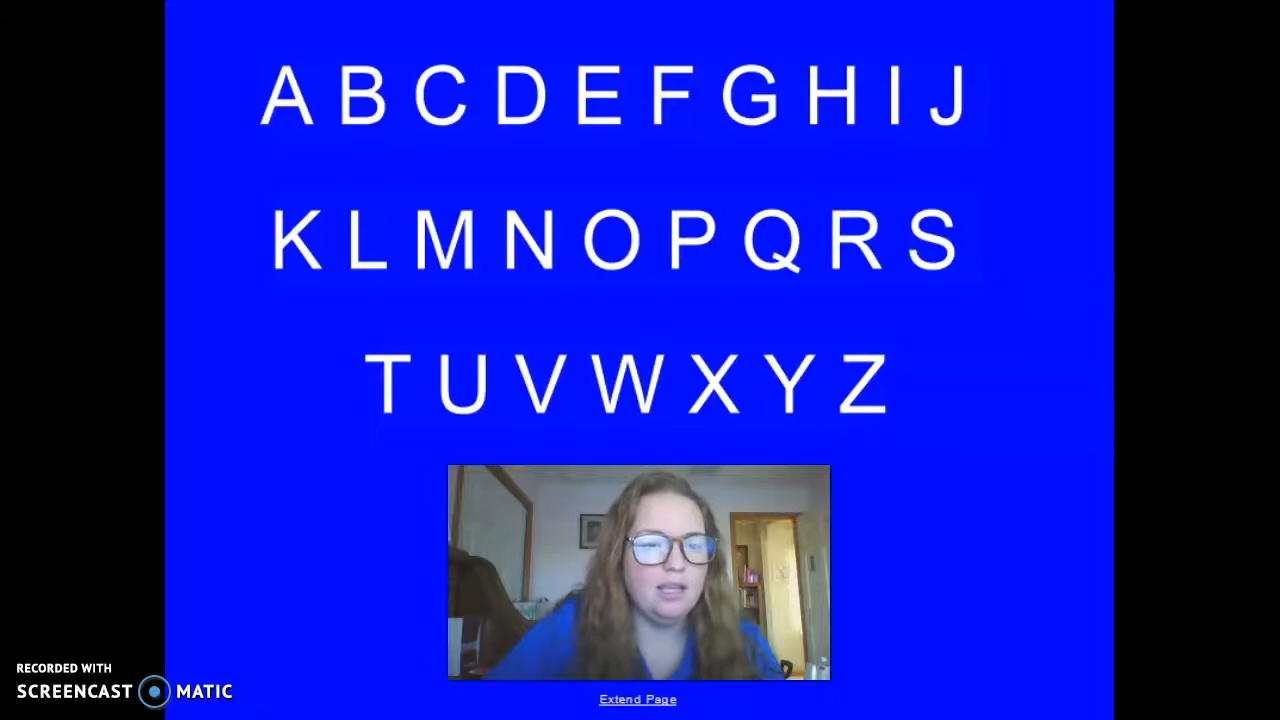 A B C D E F G H I J
K L M N O P Q R S
T U V W X Y Z
RECORDED WITH
SCREENCAST MATIC
Extend Page